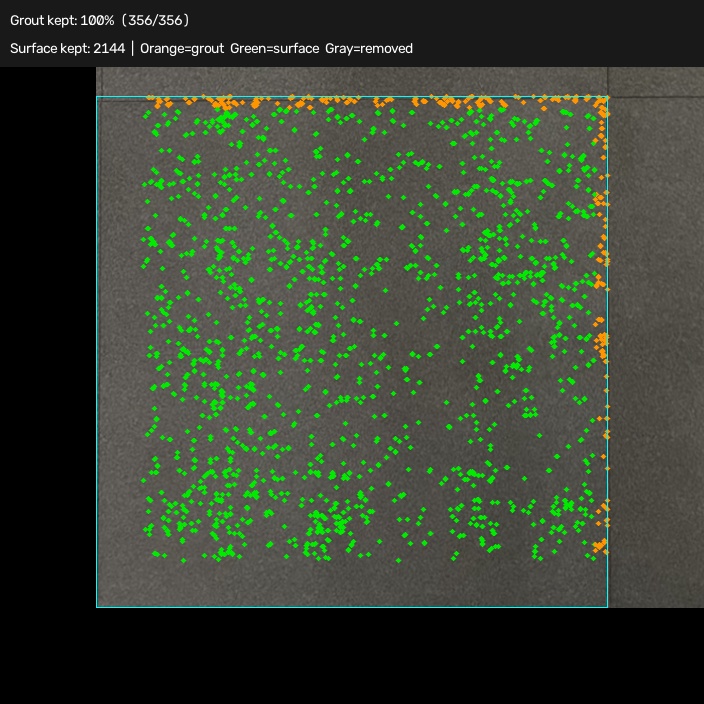 Grout kept: 100% (356/356)
Surface kept: 2144 | Orange=grout Green=surface Gray=removed